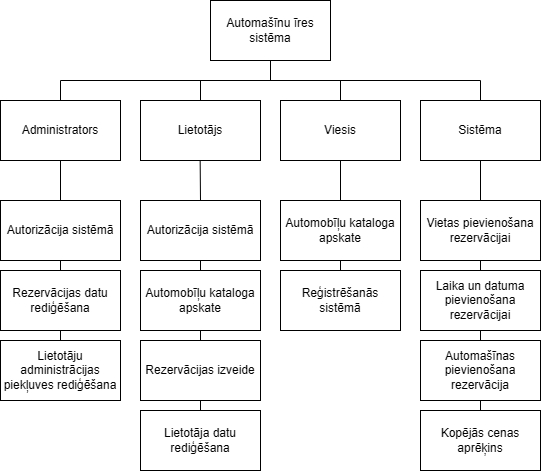 Automašīnu īres
sistēma
Administrators
Lietotājs
Viesis
Sistēma
Autorizācija sistēmā
Autorizācija sistēmā
Automobīļu kataloga
apskate
Vietas pievienošana
rezervācijai
Rezervācijas datu
rediģēšana
Automobīļu kataloga
apskate
Reģistrēšanās
sistēmā
Laika un datuma
pievienošana
rezervācijai
Lietotāju
administrācijas
piekļuves rediģēšana
Rezervācijas izveide
Automašīnas
pievienošana
rezervācija
Lietotāja datu
rediģēšana
Kopējās cenas
aprēķins